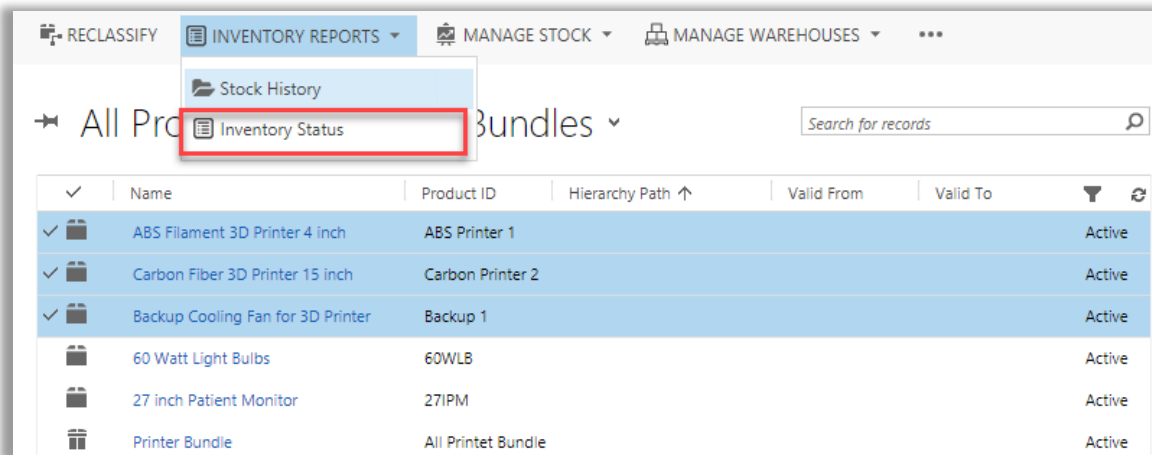 RECLASSIFY INVENTORY REPORTS MANAGE STOCK MANAGE WAREHOUSES
Stock History
Inventory Status
All Pro Bundles Search for records
Name Product ID Hierarchy Path Valid From Valid To
ABS Filament 3D Printer 4 inch ABS Printer 1 Active
Carbon Fiber 3D Printer 15 inch Carbon Printer 2 Active
Backup Cooling Fan for 3D Printer Backup 1 Active
60 Watt Light Bulbs 60WLB Active
27 inch Patient Monitor 27IPM Active
Printer Bundle All Printet Bundle Active